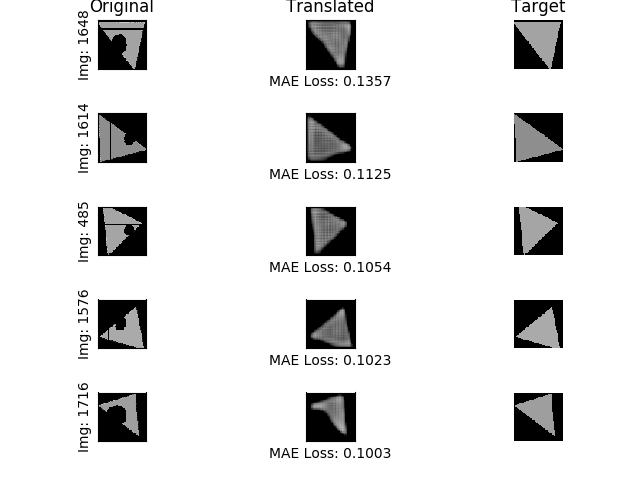 Original Translated Target
Img: 1648
MAE Loss: 0.1357
Img: 1614
MAE Loss: 0.1125
Img: 485
MAE Loss: 0.1054
Img: 1576
MAE Loss: 0.1023
Img: 1716
MAE Loss: 0.1003